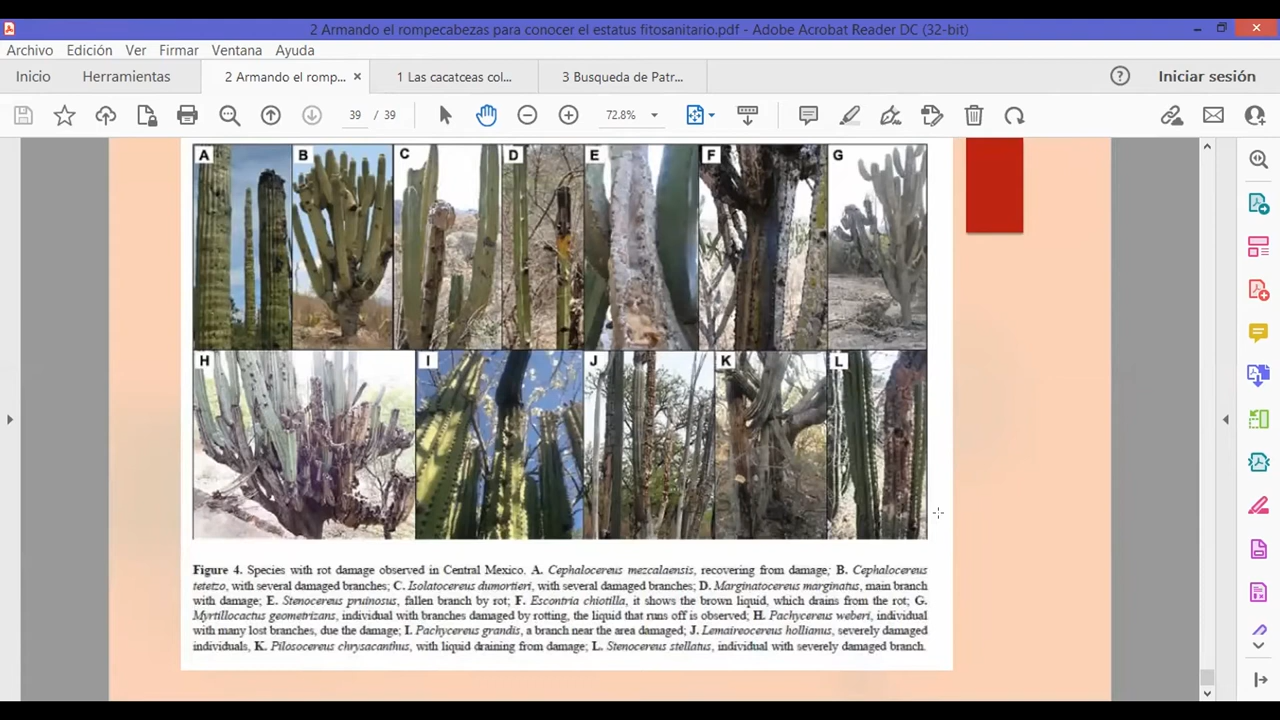 2 Armando el rompecabezas para conocer el estatus fitosanitario.pdf - Adobe Acrobat Reader DC (32-bit)
Archivo Edición Ver Firmar Ventana Ayuda
Inicio Herramientas 2 Armando el romp... × 1 Las cacatceas col... 3 Busqueda de Patr... Iniciar sesión
39 / 39 72.8%
A B C D E F G
H I J K L
Figure 4. Species with rot damage observed in Central Mexico. A. Cephalocereus mezcalaensis, recovering from damage; B. Cephalocereus
tetetzo, with several damaged branches; C. Isolatocereus dumortieri, with several damaged branches; D. Marginatocereus marginatus, main branch
with damage; E. Stenocereus pruinosus, fallen branch by rot; F. Escontria chiotilla, it shows the brown liquid, which drains from the rot; G.
Myrtillocactus geometrizans, individual with branches damaged by rotting, the liquid that runs off is observed; H. Pachycereus weberi, individual
with many lost branches, due the damage; I. Pachycereus grandis, a branch near the area damaged; J. Lemaireocereus hollianus, severely damaged
individuals, K. Pilosocereus chrysacanthus, with liquid draining from damage; L. Stenocereus stellatus, individual with severely damaged branch.